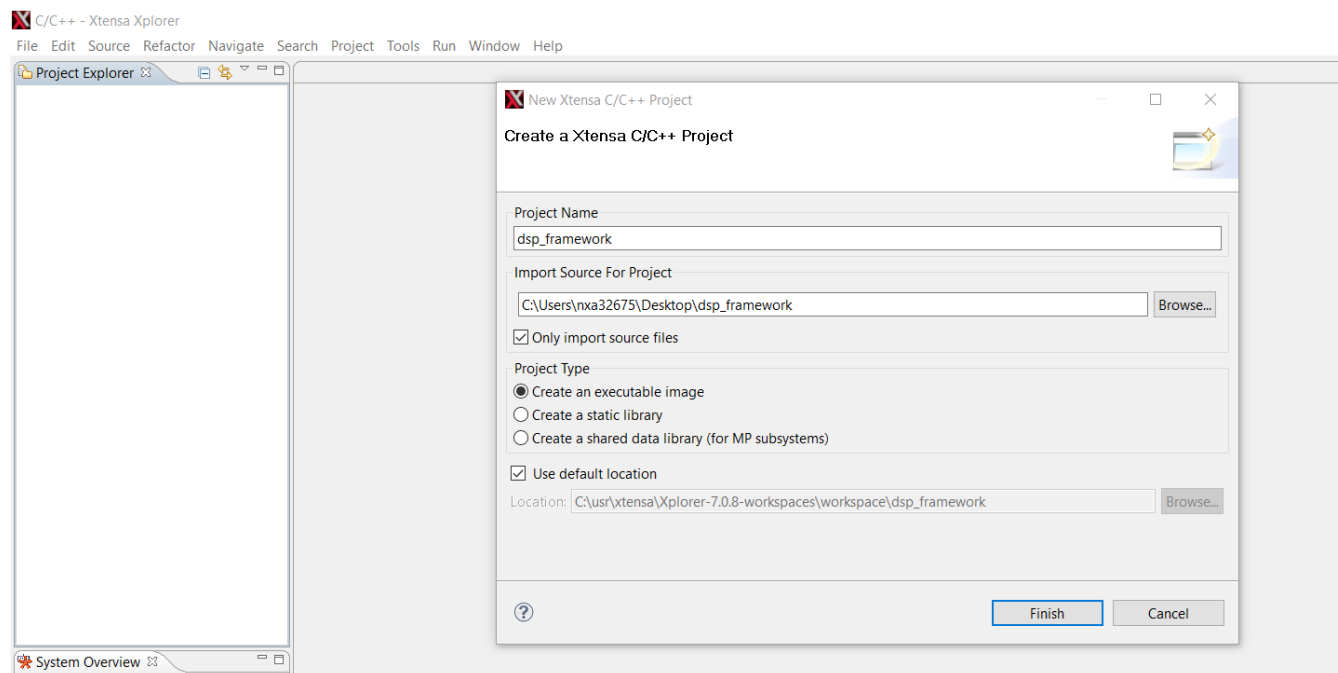 C/C++ - Xtensa Xplorer
File Edit Source Refactor Navigate Search Project Tools Run Window Help
Project Explorer
New Xtensa C/C++ Project
Create a Xtensa C/C++ Project
Project Name
dsp_framework
Import Source For Project
C:\Users\nxa32675\Desktop\dsp_framework Browse...
Only import source files
Project Type
Create an executable image
Create a static library
Create a shared data library (for MP subsystems)
Use default location
Location: C:\usr\xtensa\Xplorer-7.0.8-workspaces\workspace\dsp_framework Browse...
? Finish Cancel
System Overview